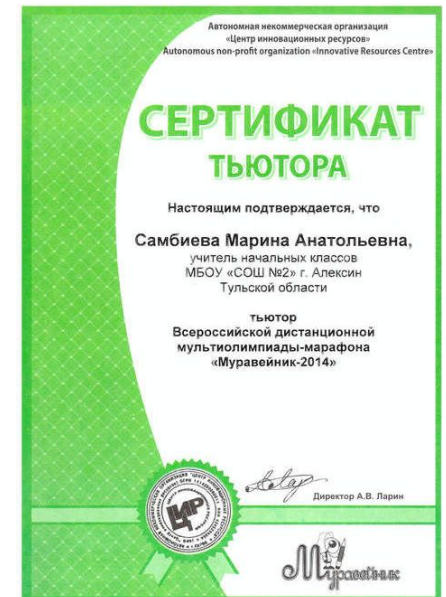 Автономная некоммерческая организация
«Центр инновационных ресурсов»
Autonomous non-profit organization «Innovative Resources Centre»
СЕРТИФИКАТ
ТЬЮТОРА
Настоящим подтверждается, что
Самбиева Марина Анатольевна,
учитель начальных классов
МБОУ «СОШ №2» г. Алексин
Тульской области
тьютор
Всероссийской дистанционной
мультиолимпиады-марафона
«Муравейник-2014»
Директор А.В. Ларин
ЦИР
Муравейник